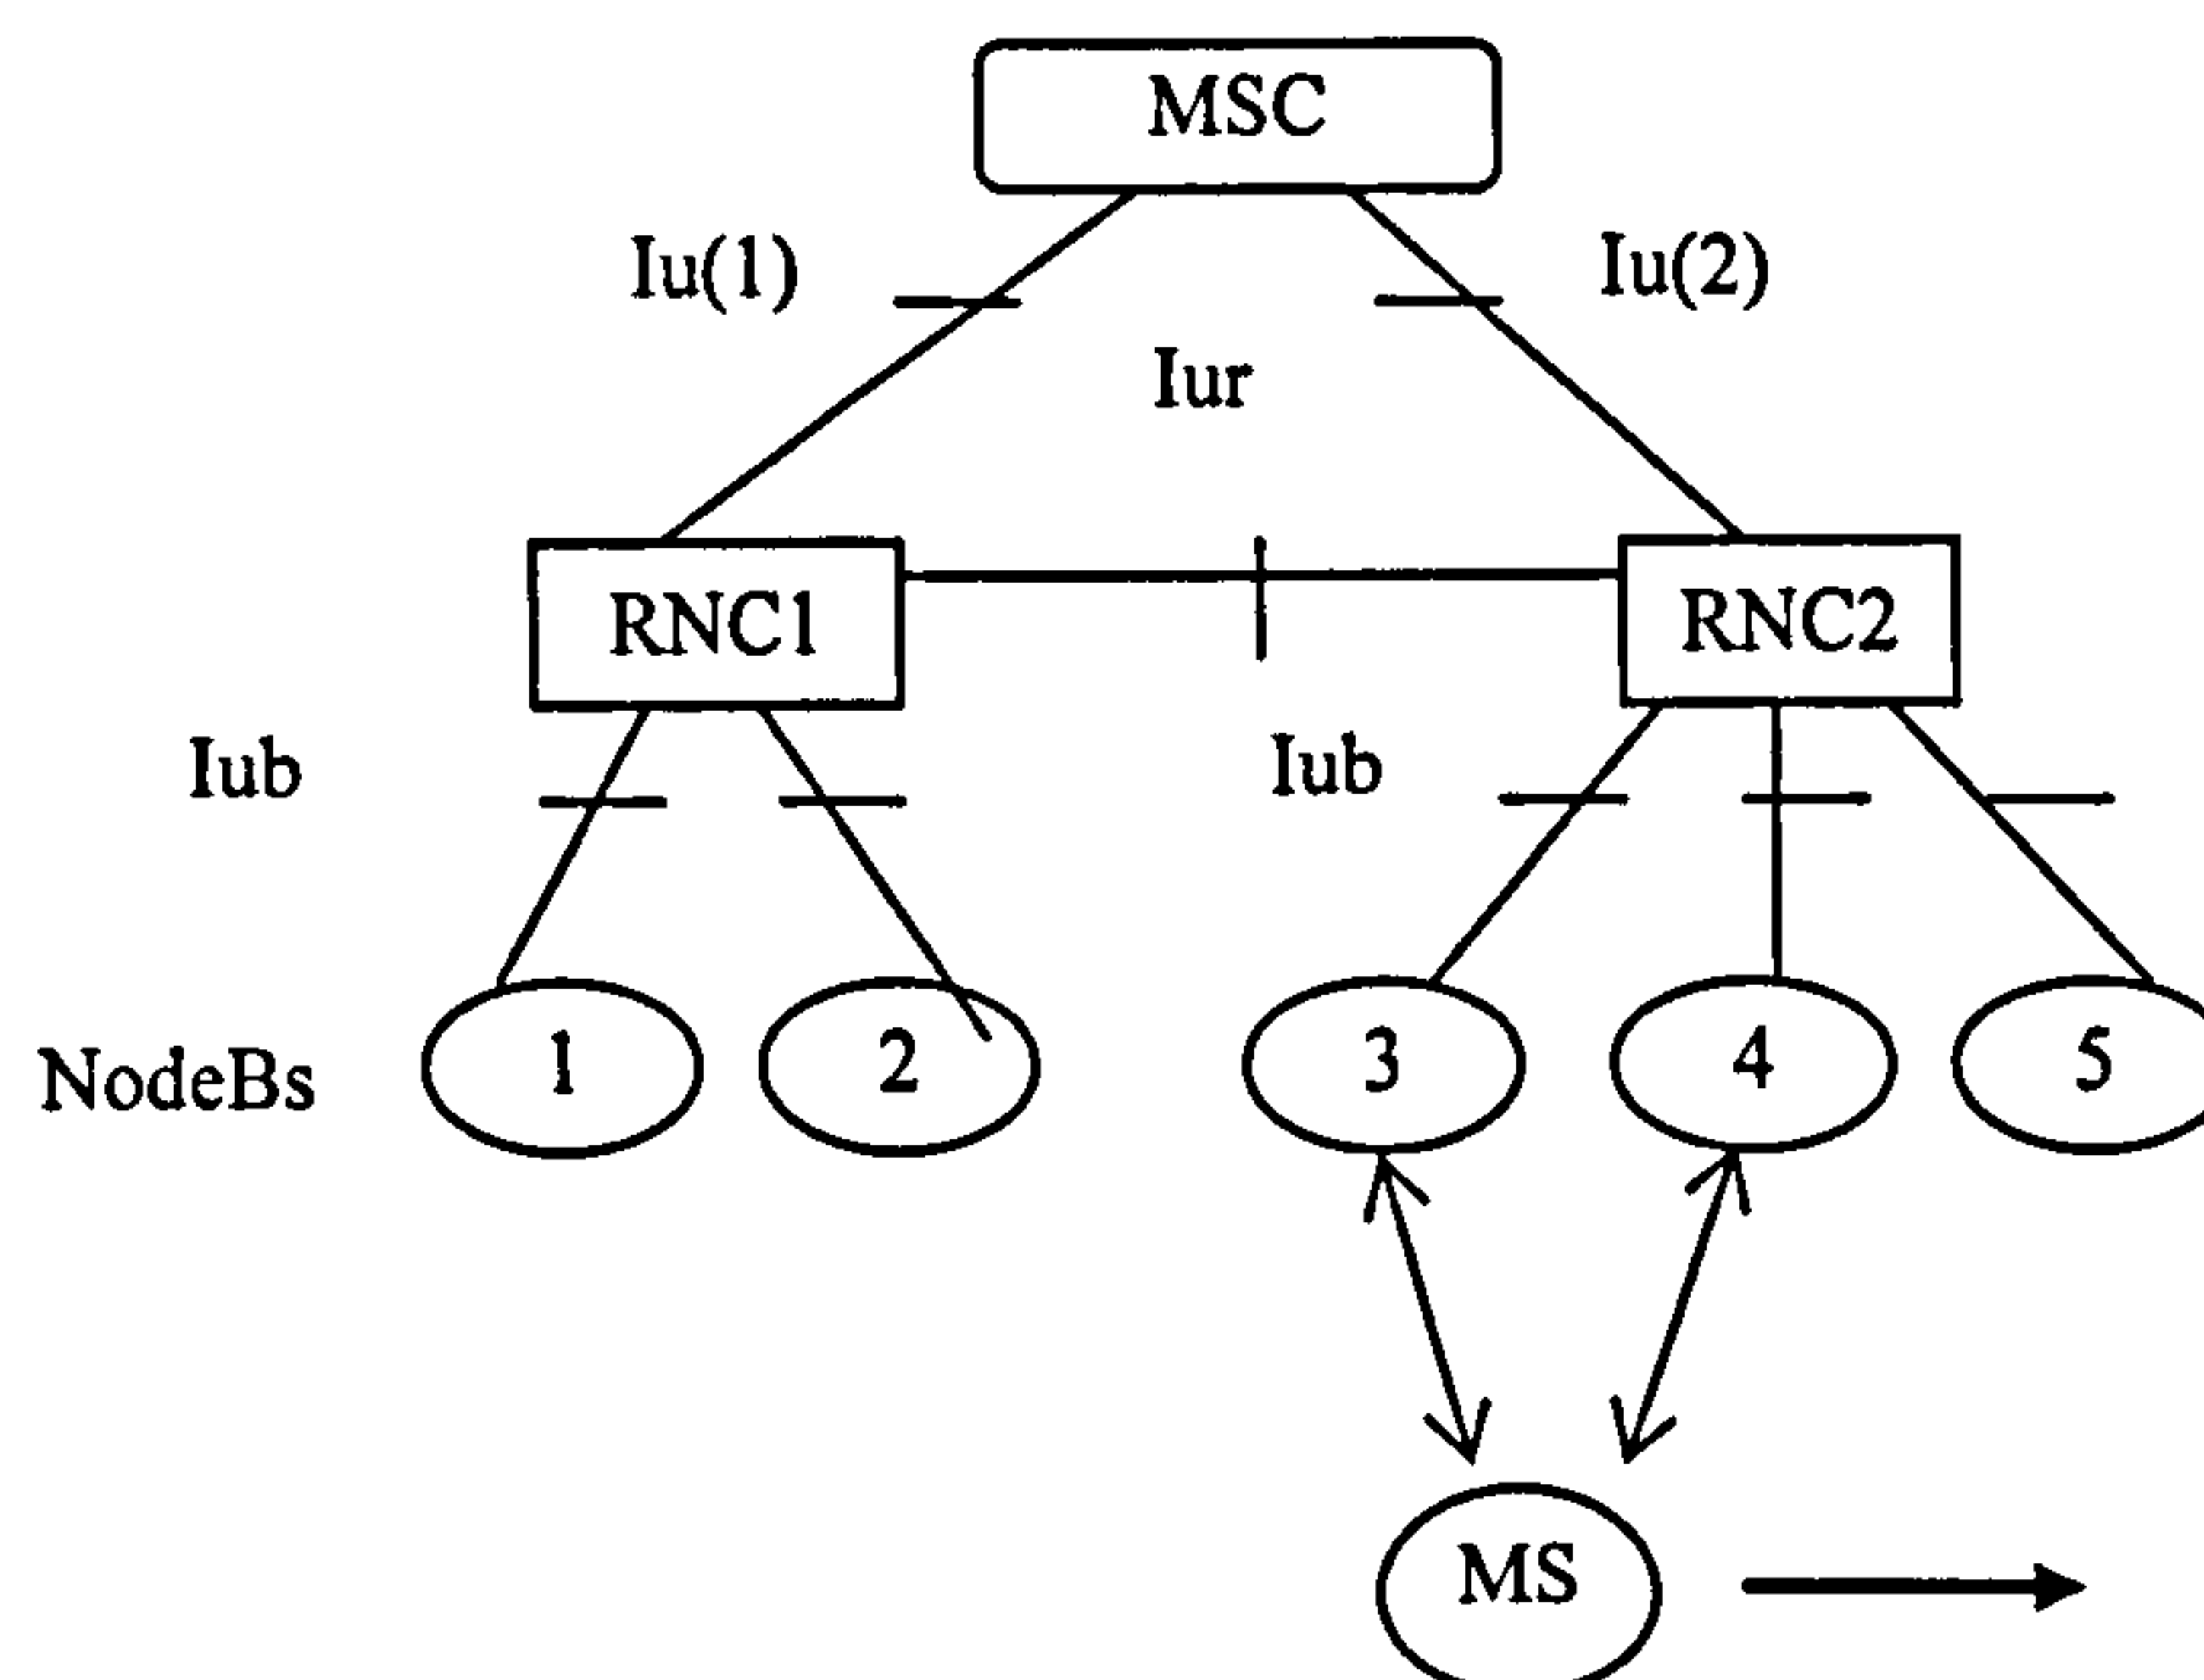 MSC
Iu(1)
Iu(2)
Iur
RNC1
RNC2
Iub
Iub
NodeBs
1
2
3
4
5
MS